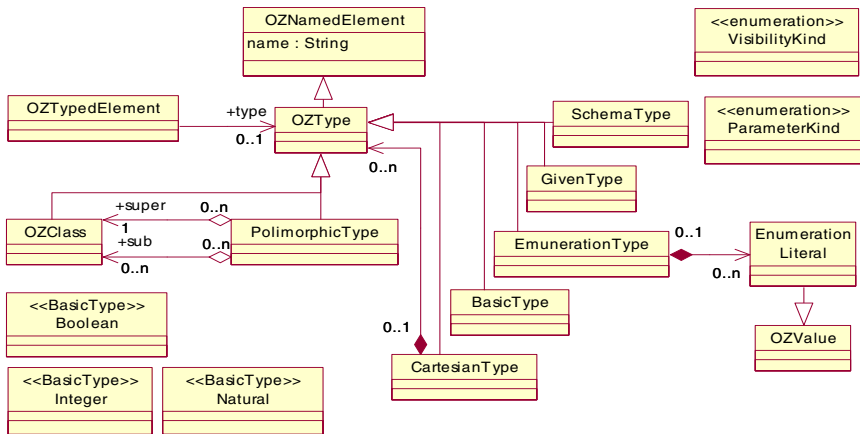 OZNamedElement
name : String
<<enumeration>>
VisibilityKind
OZTypedElement
+type
0..1
OZType
0..n
SchemaType
<<enumeration>>
ParameterKind
GivenType
OZClass
+super
1
0..n
+sub
0..n
0..n
PolimorphicType
EmunerationType
0..1
0..n
Enumeration
Literal
<<BasicType>>
Boolean
BasicType
0..1
CartesianType
OZValue
<<BasicType>>
Integer
<<BasicType>>
Natural